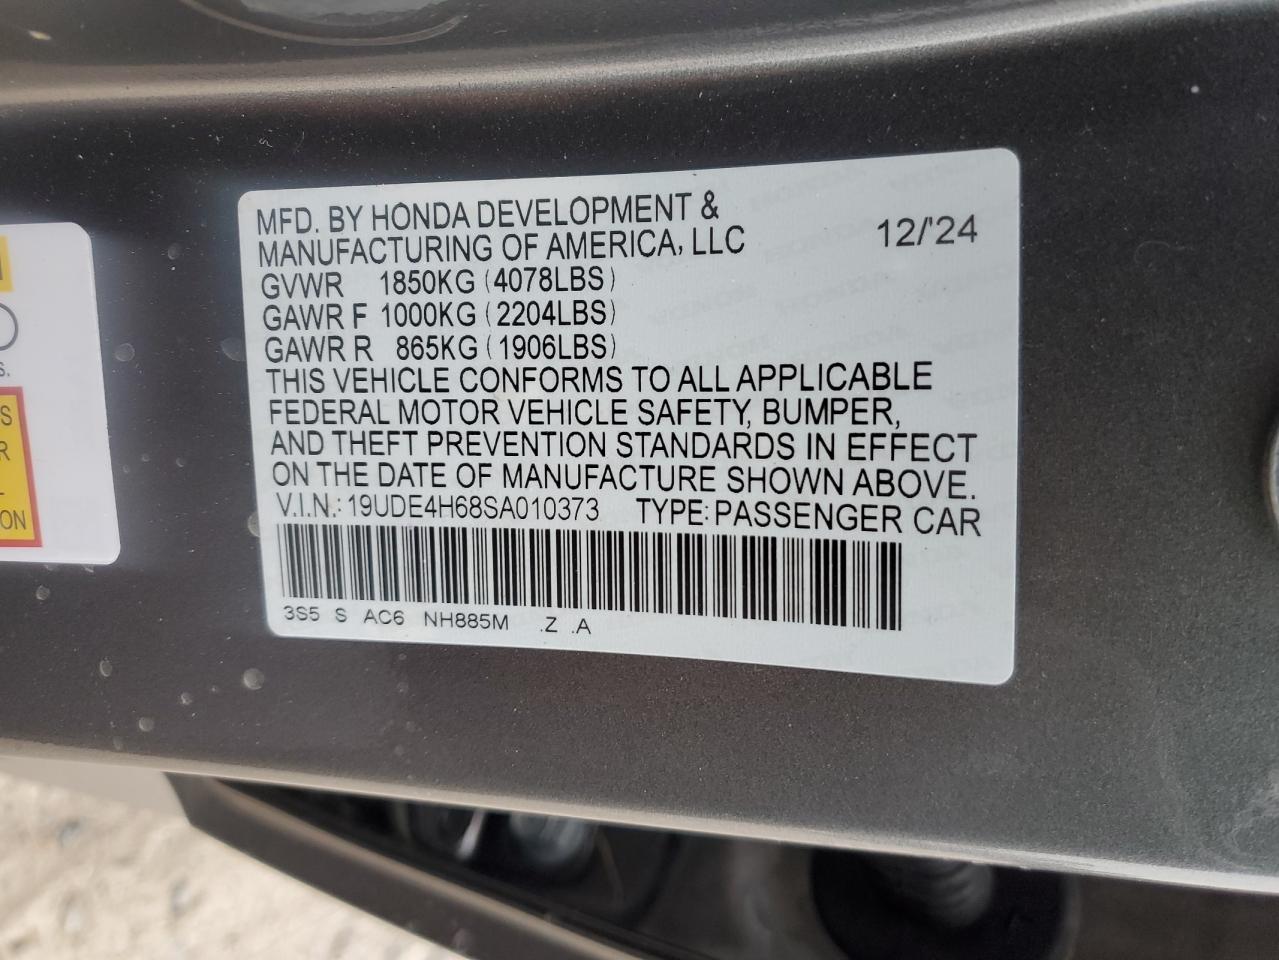 MFD. BY HONDA DEVELOPMENT &
MANUFACTURING OF AMERICA, LLC 12/'24
GVWR 1850KG (4078LBS)
GAWR F 1000KG (2204LBS)
GAWR R 865KG (1906LBS)
THIS VEHICLE CONFORMS TO ALL APPLICABLE
FEDERAL MOTOR VEHICLE SAFETY, BUMPER,
AND THEFT PREVENTION STANDARDS IN EFFECT
ON THE DATE OF MANUFACTURE SHOWN ABOVE.
V.I.N.: 19UDE4H68SA010373 TYPE: PASSENGER CAR
3S5 S AC6 NH885M .Z .A